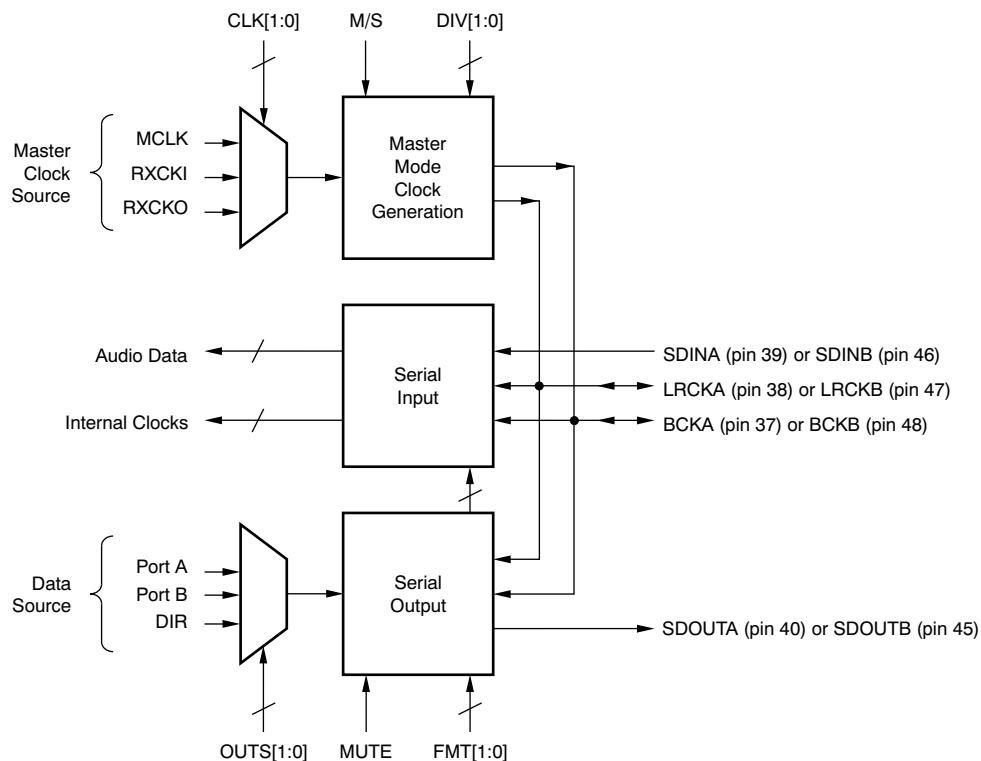 CLK[1:0]
M/S
DIV[1:0]
Master
Clock
Source
MCLK
RXCKI
RXCKO
Master
Mode
Clock
Generation
Audio Data
Internal Clocks
Serial
Input
SDINA (pin 39) or SDINB (pin 46)
LRCKA (pin 38) or LRCKB (pin 47)
BCKA (pin 37) or BCKB (pin 48)
Data
Source
Port A
Port B
DIR
Serial
Output
SDOUTA (pin 40) or SDOUTB (pin 45)
OUTS[1:0]
MUTE
FMT[1:0]